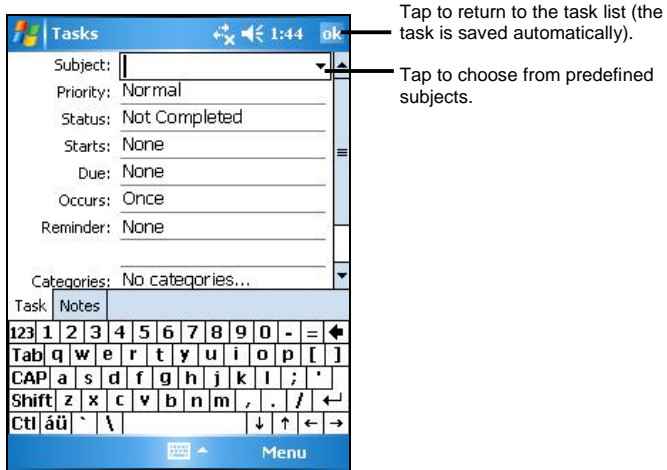 Tasks 1:44 ok
Subject:
Priority: Normal
Status: Not Completed
Starts: None
Due: None
Occurs: Once
Reminder: None
Categories: No categories...
Task Notes
123 1 2 3 4 5 6 7 8 9 0 - =
Tab q w e r t y u i o p [ ]
CAP a s d f g h j k l ; '
Shift z x c v b n m , . /
Ctl áü ` \ ↓ ↑ ← →
Menu
Tap to return to the task list (the
task is saved automatically).
Tap to choose from predefined
subjects.